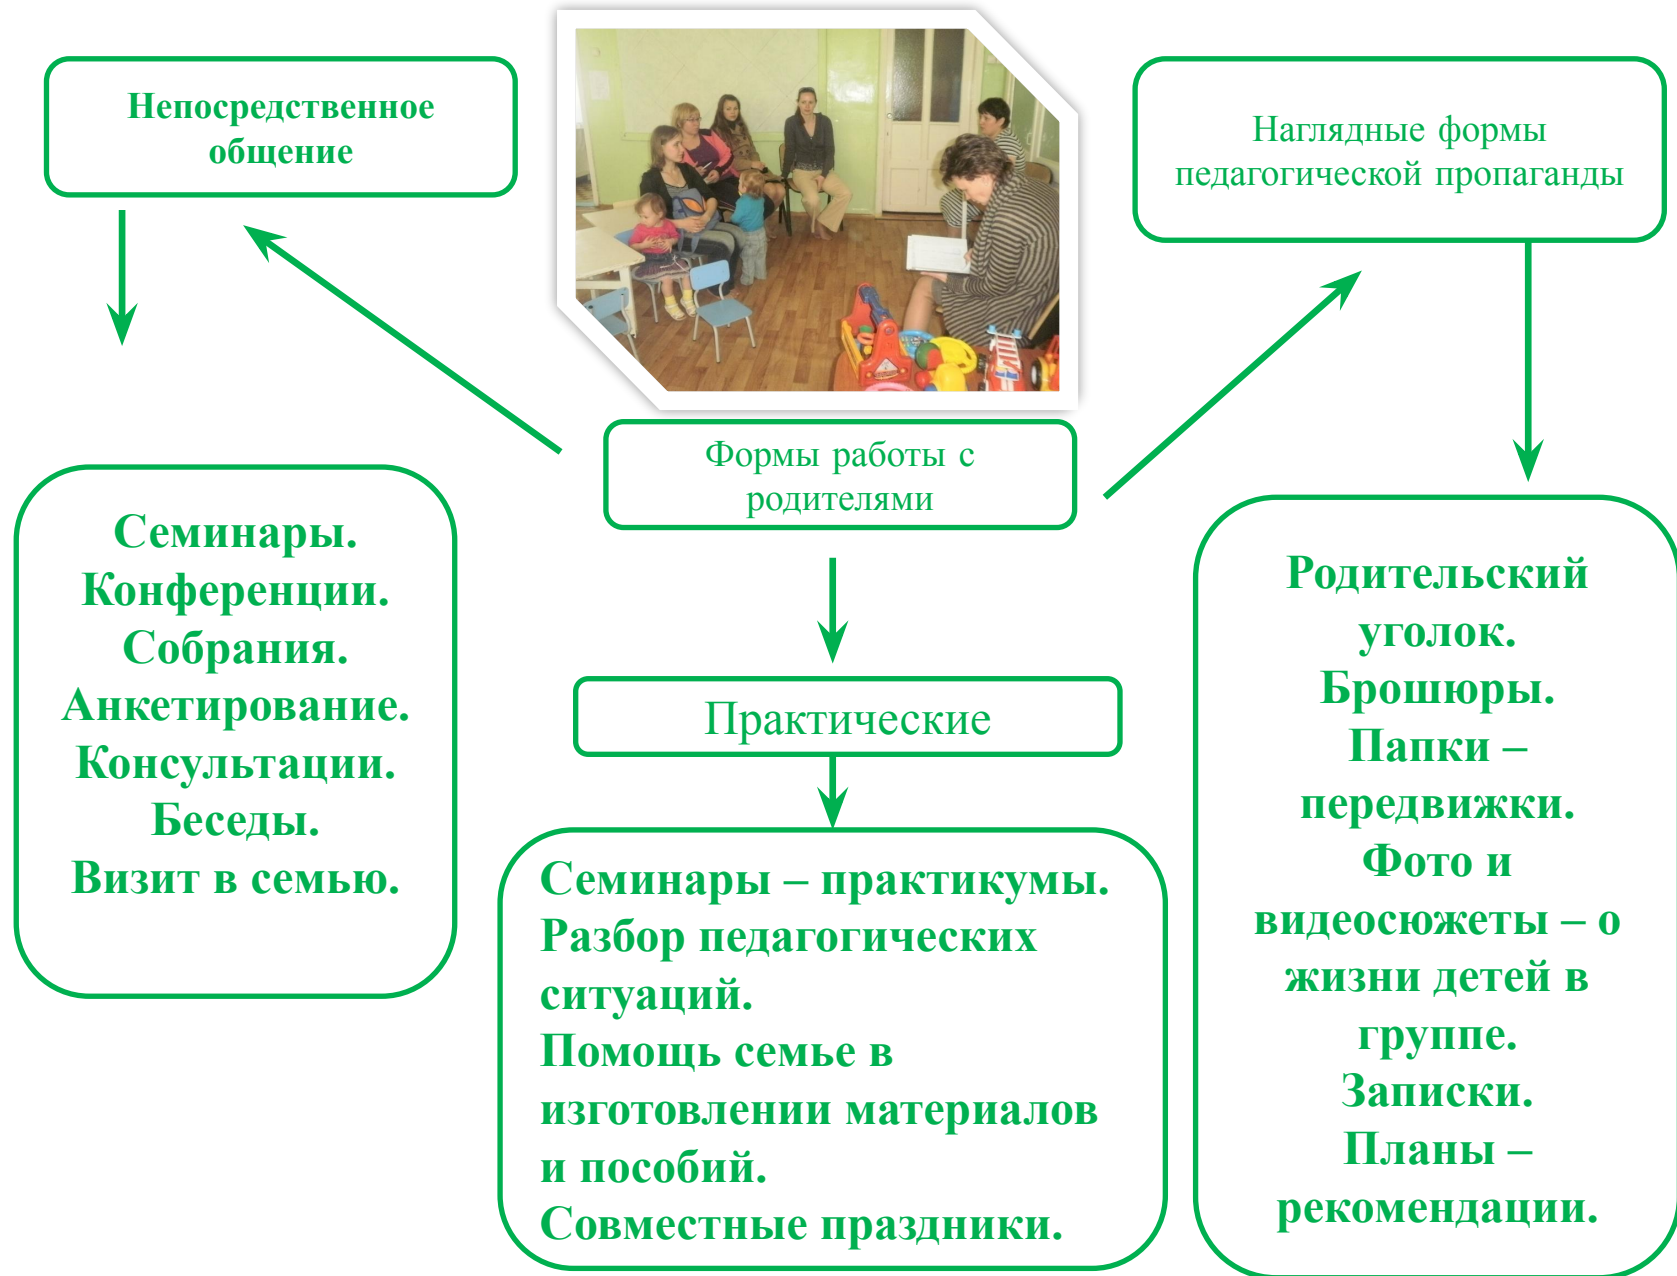 Непосредственное
общение
Наглядные формы
педагогической пропаганды
Формы работы с
родителями
Семинары.
Конференции.
Собрания.
Анкетирование.
Консультации.
Беседы.
Визит в семью.
Практические
Семинары – практикумы.
Разбор педагогических
ситуаций.
Помощь семье в
изготовлении материалов
и пособий.
Совместные праздники.
Родительский
уголок.
Брошюры.
Папки –
передвижки.
Фото и
видеосюжеты – о
жизни детей в
группе.
Записки.
Планы –
рекомендации.